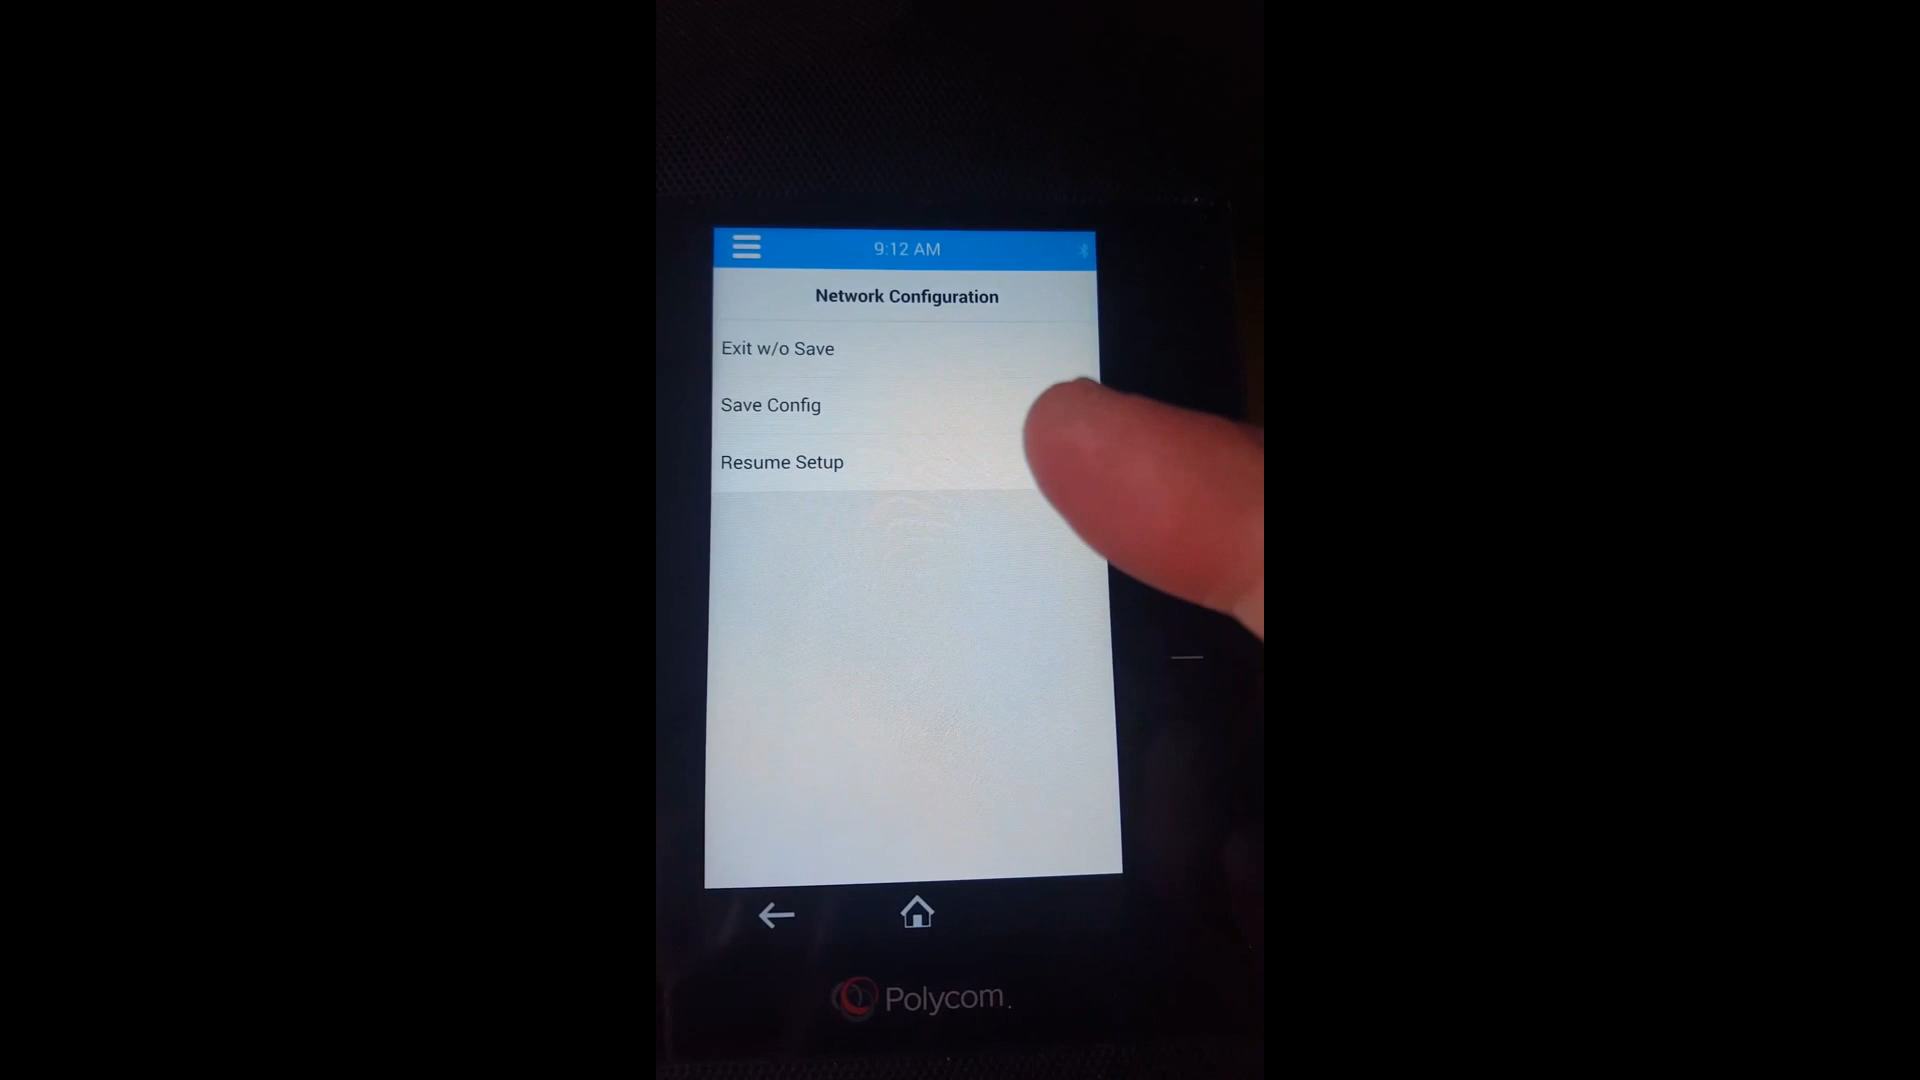 9:12 AM
Network Configuration
Exit w/o Save
Save Config
Resume Setup
Polycom.